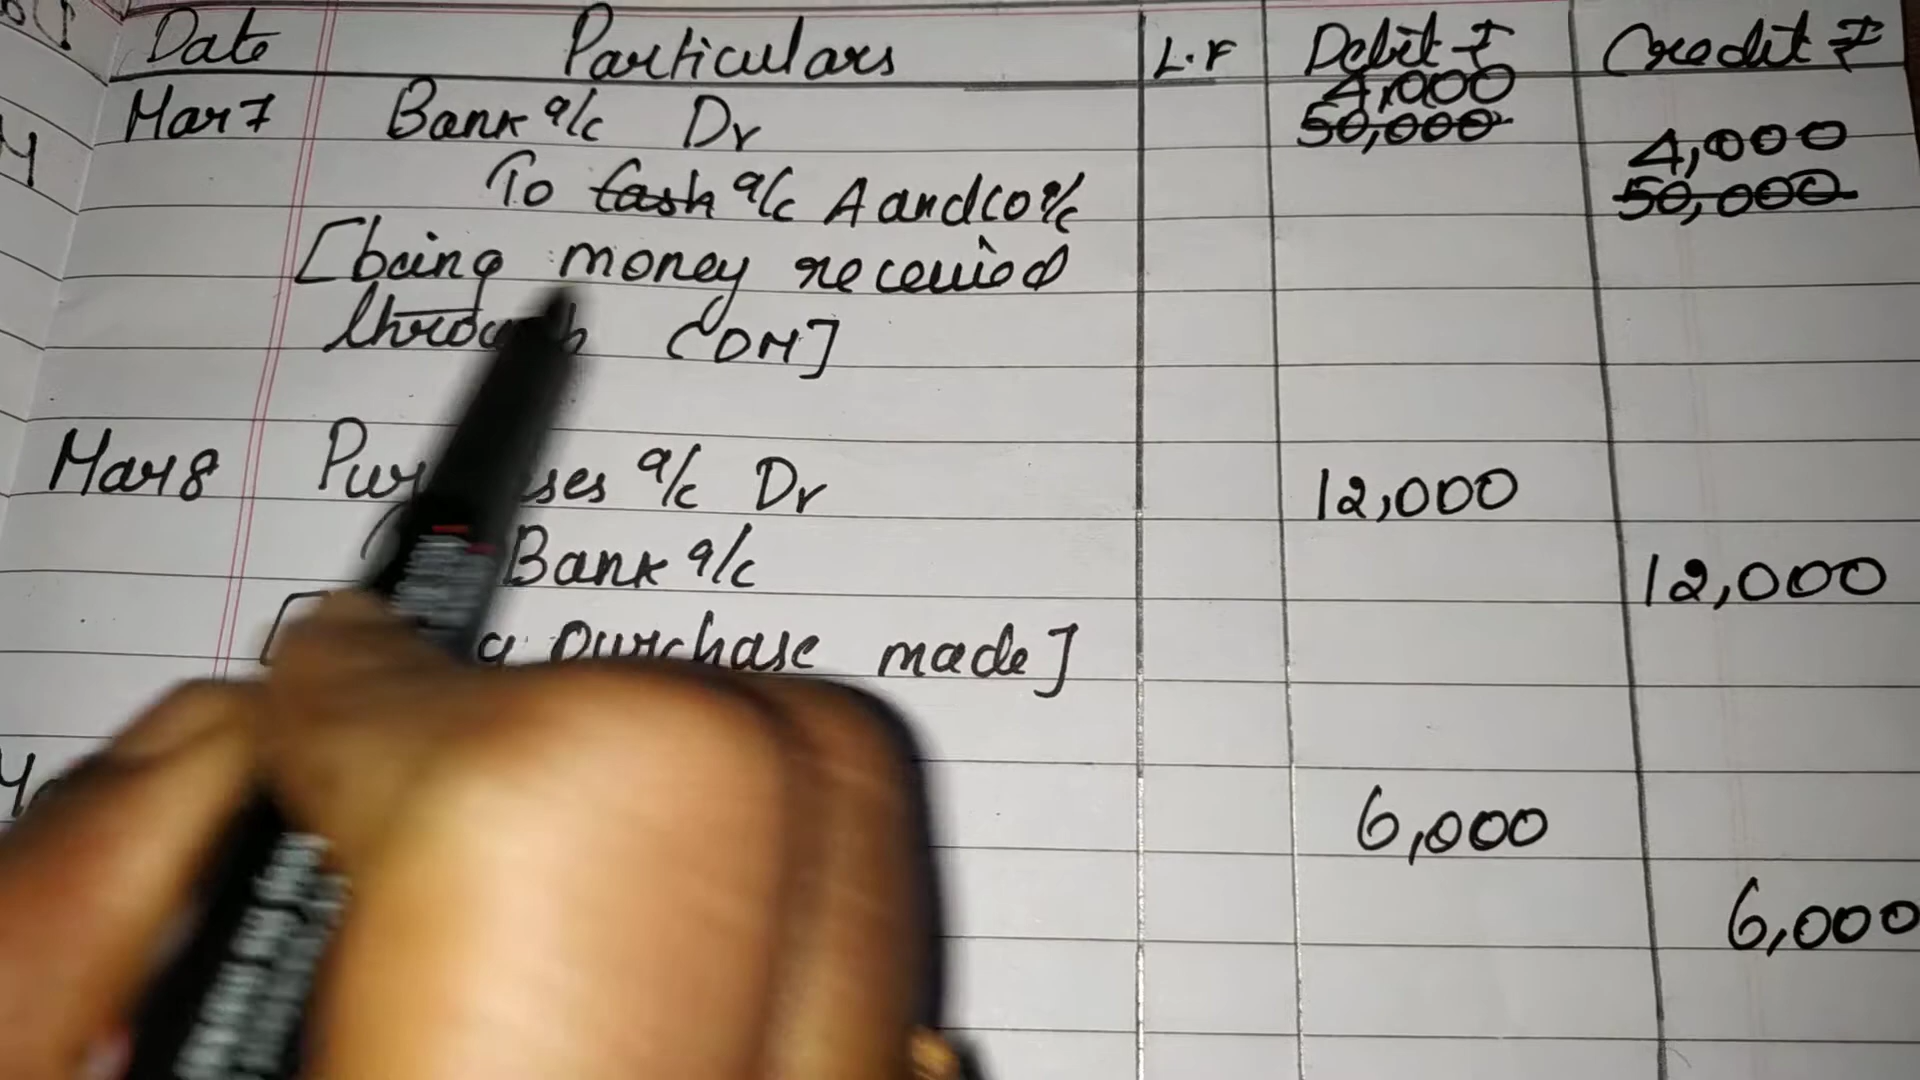 Date Particulars L.F Debit ₹ Credit ₹
4,000
Mar 7 Bank a/c Dr 50,000
4,000
To cash a/c A and co a/c 50,000
[being money received
through CDM]
Mar 8 a/c Dr 12,000
Bank a/c 12,000
purchase made]
6,000
6,000